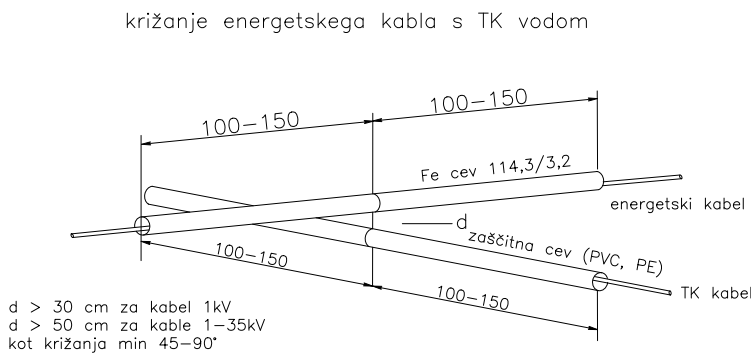 križanje energetskega kabla s TK vodom
100-150
100-150
Fe cev 114,3/3,2
energetski kabel
d
zaščitna cev (PVC, PE)
100-150
100-150
TK kabel
d > 30 cm za kabel 1kV
d > 50 cm za kable 1-35kV
kot križanja min 45-90°